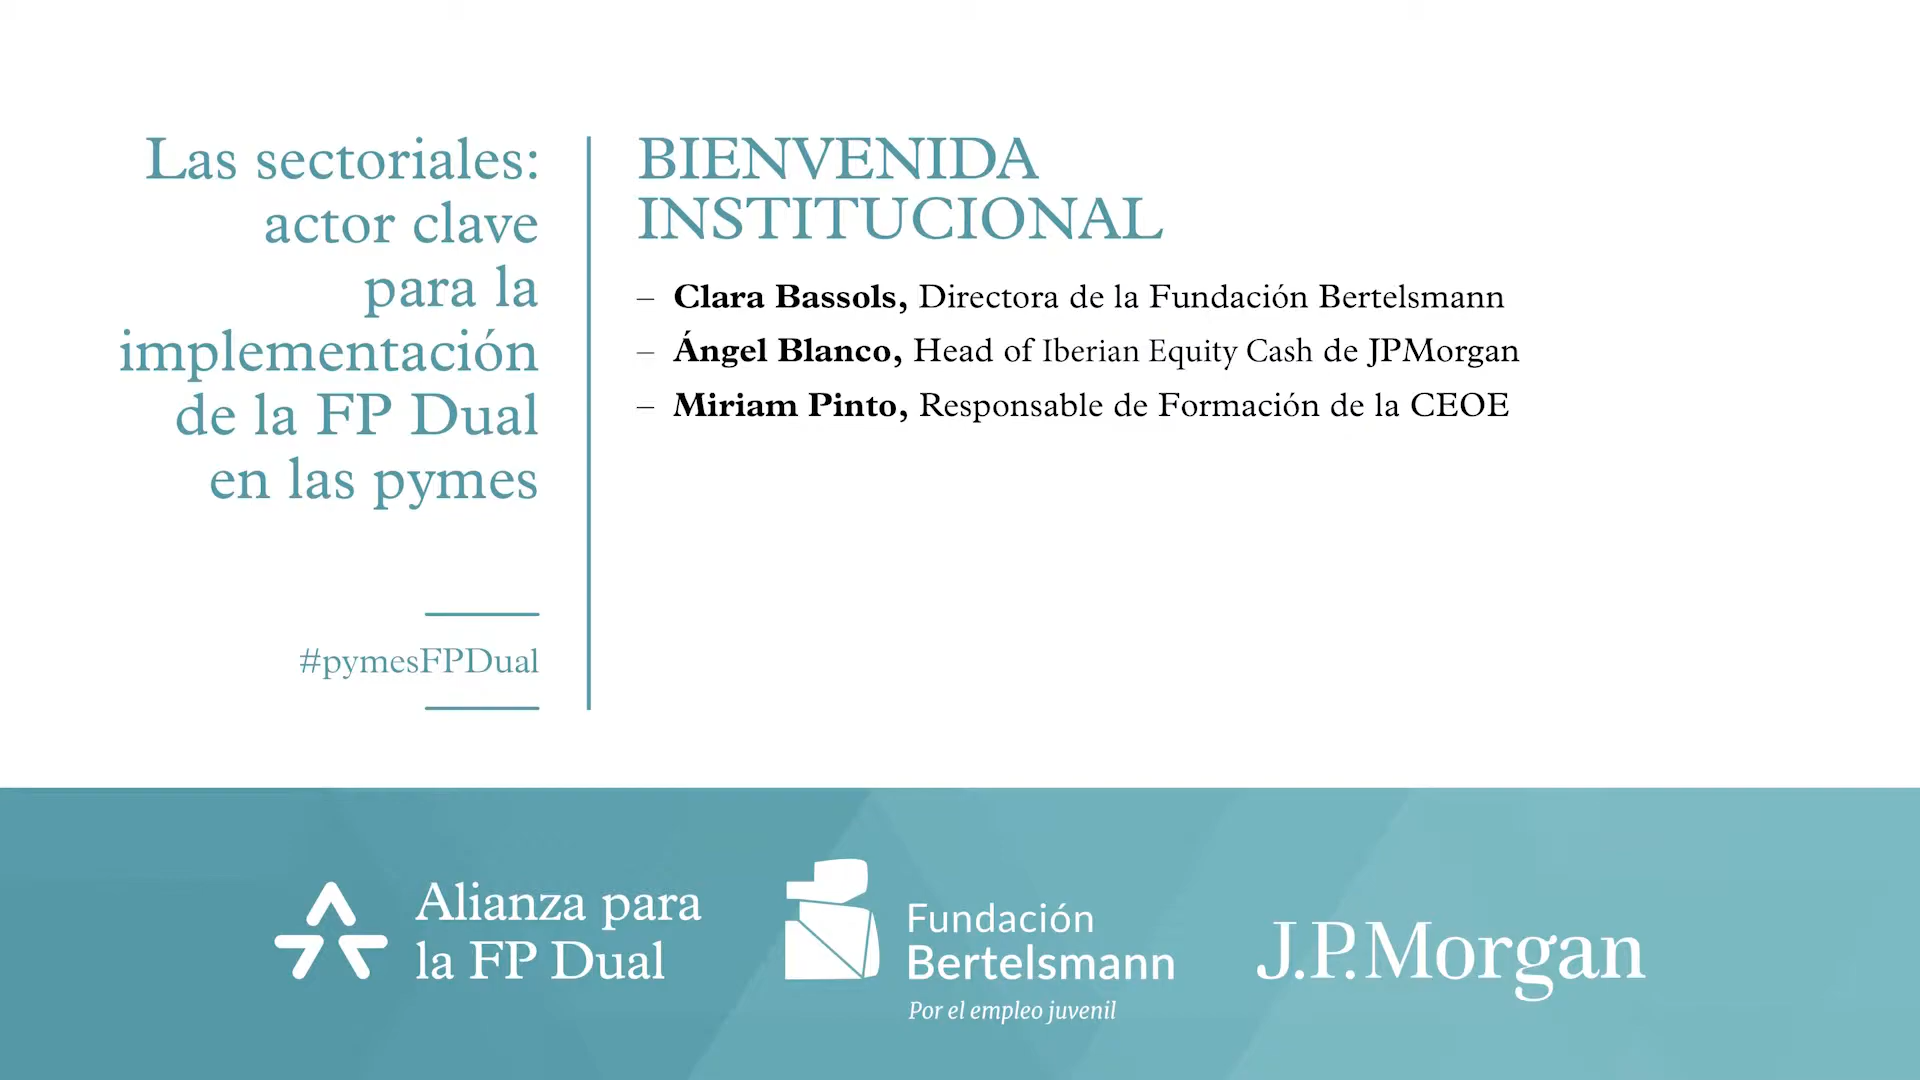 Las sectoriales:
actor clave
para la
implementación
de la FP Dual
en las pymes
#pymesFPDual
BIENVENIDA
INSTITUCIONAL
– Clara Bassols, Directora de la Fundación Bertelsmann
– Ángel Blanco, Head of Iberian Equity Cash de JPMorgan
– Miriam Pinto, Responsable de Formación de la CEOE
Alianza para
la FP Dual
Fundación
Bertelsmann
Por el empleo juvenil
J.P.Morgan